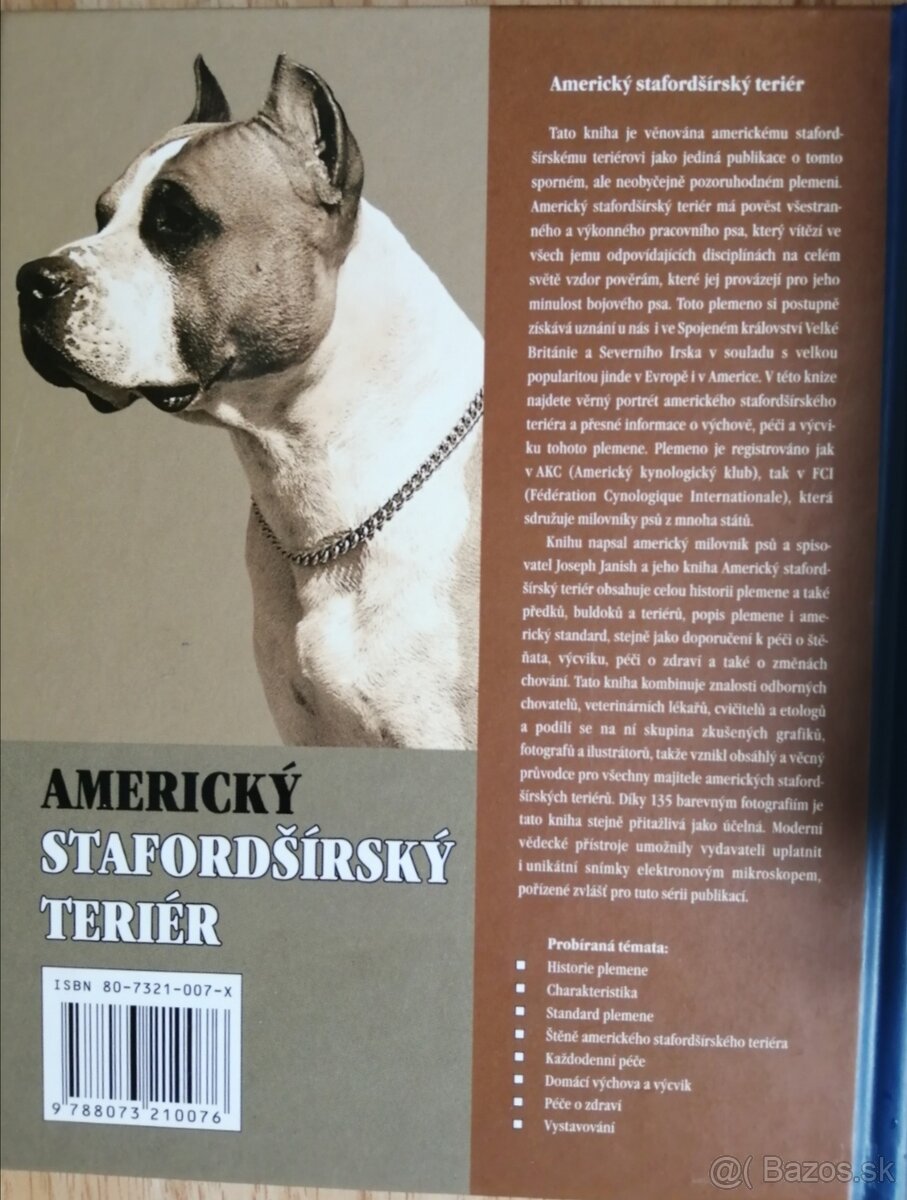 Americký stafordšírský teriér
Tato kniha je věnována americkému staford-
šírskému teriérovi jako jediná publikace o tomto
sporném, ale neobyčejně pozoruhodném plemeni.
Americký stafordšírský teriér má pověst všestran-
ného a výkonného pracovního psa, který vítězí ve
všech jemu odpovídajících disciplínách na celém
světě vzdor pověrám, které jej provázejí pro jeho
minulost bojového psa. Toto plemeno si postupně
získává uznání u nás i ve Spojeném království Velké
Británie a Severního Irska v souladu s velkou
popularitou jinde v Evropě i v Americe. V této knize
najdete věrný portrét amerického stafordšírského
teriéra a přesné informace o výchově, péči a výcvi-
ku tohoto plemene. Plemeno je registrováno jak
v AKC (Americký kynologický klub), tak v FCI
(Fédération Cynologique Internationale), která
sdružuje milovníky psů z mnoha států.
Knihu napsal americký milovník psů a spiso-
vatel Joseph Janish a jeho kniha Americký staford-
šírský teriér obsahuje celou historii plemene a také
předků, buldoků a teriérů, popis plemene i ame-
rický standard, stejně jako doporučení k péči o ště-
ňata, výcviku, péči o zdraví a také o změnách
chování. Tato kniha kombinuje znalosti odborných
chovatelů, veterinárních lékařů, cvičitelů a etologů
a podílí se na ní skupina zkušených grafiků,
fotografů a ilustrátorů, takže vznikl obsáhlý a věcný
průvodce pro všechny majitele amerických staford-
šírských teriérů. Díky 135 barevným fotografiím je
tato kniha stejně přitažlivá jako účelná. Moderní
vědecké přístroje umožnily vydavateli uplatnit
i unikátní snímky elektronovým mikroskopem,
pořízené zvlášť pro tuto sérii publikací.
Probíraná témata:
Historie plemene
Charakteristika
Standard plemene
Štěně amerického stafordšírského teriéra
Každodenní péče
Domácí výchova a výcvik
Péče o zdraví
Vystavování
AMERICKÝ
STAFORDŠÍRSKÝ
TERIÉR
ISBN 80-7321-007-X
9 788073 210076
@( Bazos.sk